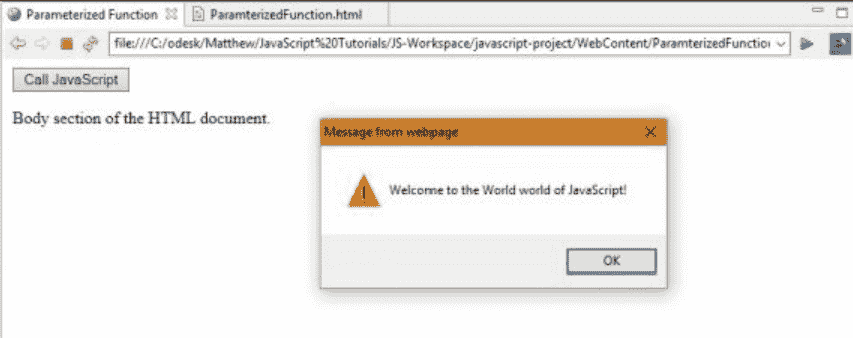 Parameterized Function
ParamterizedFunction.html
file:///C:/odesk/Matthew/JavaScript%20Tutorials/JS-Workspace/javascript-project/WebContent/ParamterizedFunction
Call JavaScript
Body section of the HTML document.
Message from webpage
Welcome to the World world of JavaScript!
OK